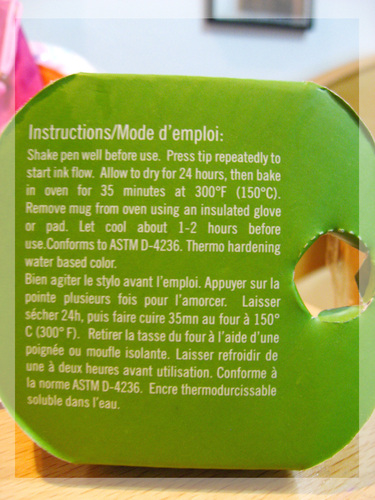 Instructions/Mode d'emploi:
Shake pen well before use. Press tip repeatedly to
start ink flow. Allow to dry for 24 hours, then bake
in oven for 35 minutes at 300°F (150°C).
Remove mug from oven using an insulated glove
or pad. Let cool about 1-2 hours before
use.Conforms to ASTM D-4236. Thermo hardening
water based color.
Bien agiter le stylo avant l'emploi. Appuyer sur la
pointe plusieurs fois pour l'amorcer. Laisser
sécher 24h, puis faire cuire 35mn au four à 150°
C (300°F). Retirer la tasse du four à l'aide d'une
poignée ou moufle isolante. Laisser refroidir de
une à deux heures avant utilisation. Conforme à
la norme ASTM D-4236. Encre thermodurcissable
soluble dans l'eau.